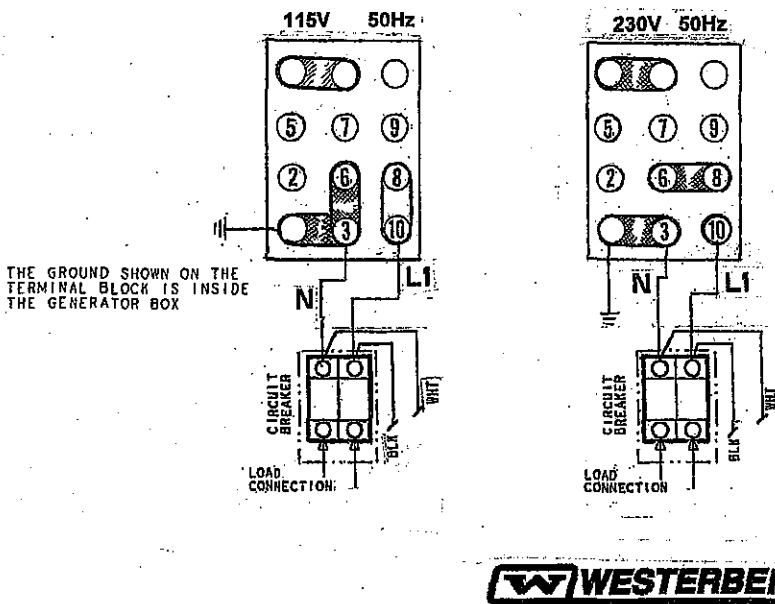 115V 50Hz
5 7 9
2 6 8
3 10
THE GROUND SHOWN ON THE
TERMINAL BLOCK IS INSIDE
THE GENERATOR BOX
N L1
CIRCUIT
BREAKER
WHT
BLK
LOAD
CONNECTION
230V 50Hz
5 7 9
2 6 8
3 10
N L1
CIRCUIT
BREAKER
WHT
BLK
LOAD
CONNECTION
WESTERBE